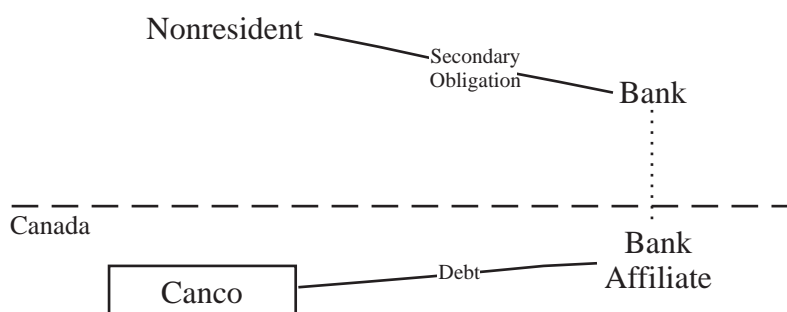 Nonresident
Secondary
Obligation
Bank
Canada
Bank
Affiliate
Debt
Canco